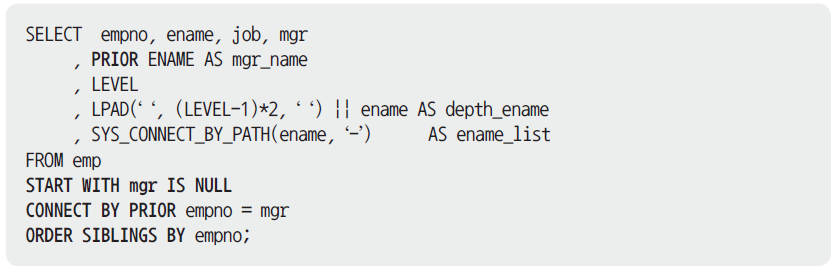 SELECT  empno, ename, job, mgr
, PRIOR ENAME AS mgr_name
, LEVEL
, LPAD(‘ ‘, (LEVEL-1)*2, ‘ ‘) || ename AS depth_ename
, SYS_CONNECT_BY_PATH(ename, ‘-’)      AS ename_list
FROM emp
START WITH mgr IS NULL
CONNECT BY PRIOR empno = mgr
ORDER SIBLINGS BY empno;